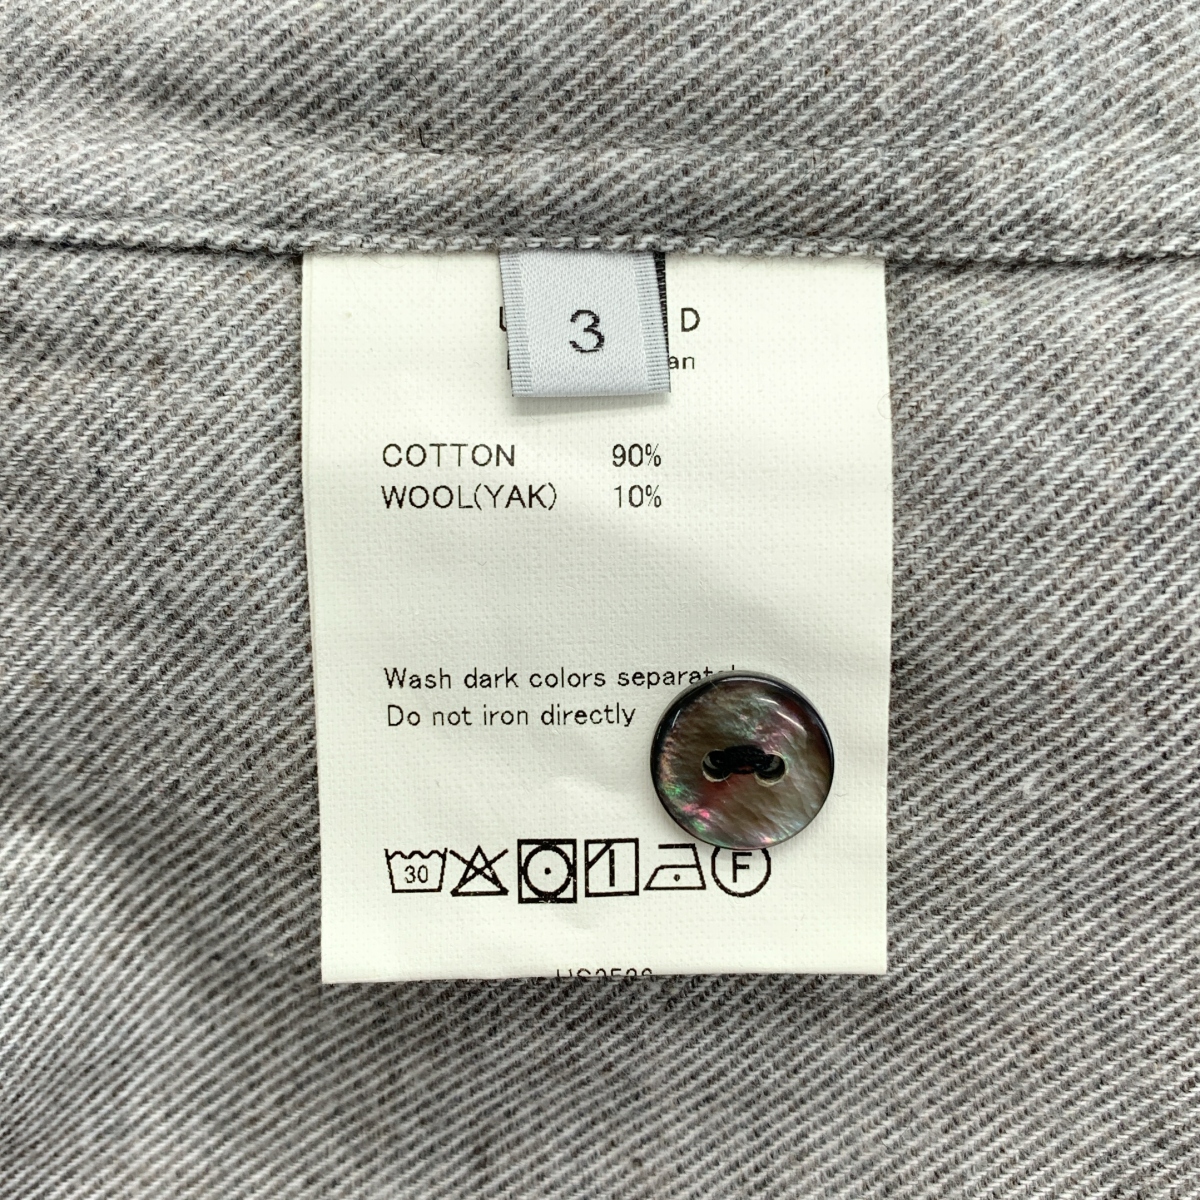 3
D
COTTON 90%
WOOL(YAK) 10%
Wash dark colors
Do not iron directly
30
F